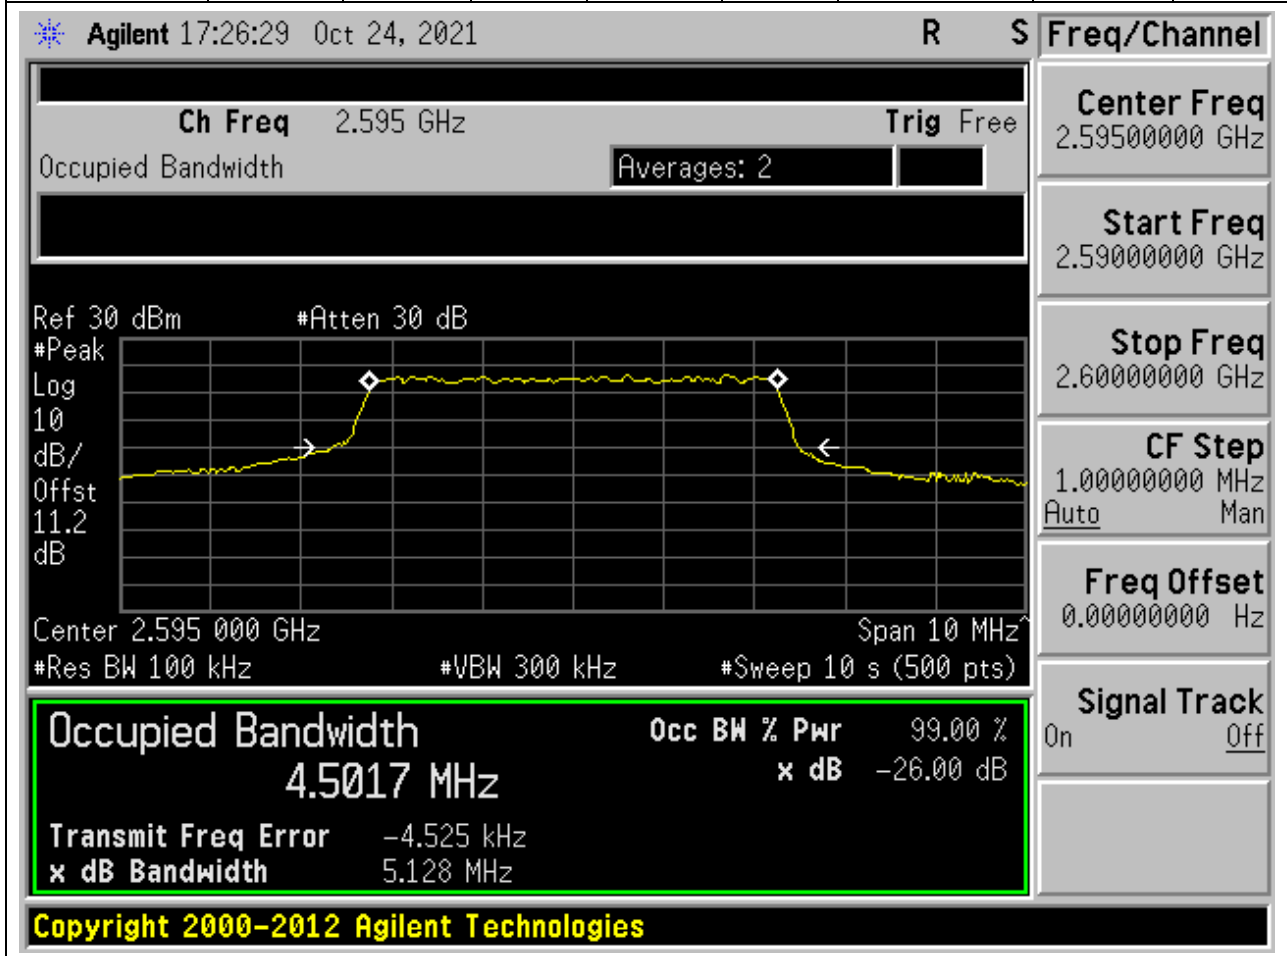 Agilent 17:26:29 Oct 24, 2021 R S Freq/Channel
Ch Freq 2.595 GHz Trig Free
Occupied Bandwidth Averages: 2
Center Freq
2.59500000 GHz
Start Freq
2.59000000 GHz
Stop Freq
2.60000000 GHz
CF Step
1.00000000 MHz
Auto Man
Freq Offset
0.00000000 Hz
Signal Track
On Off
Ref 30 dBm #Atten 30 dB
#Peak
Log
10
dB/
Offst
11.2
dB
Center 2.595 000 GHz Span 10 MHz^
#Res BW 100 kHz #VBW 300 kHz #Sweep 10 s (500 pts)
Occupied Bandwidth Occ BW % Pwr 99.00 %
4.5017 MHz x dB -26.00 dB
Transmit Freq Error -4.525 kHz
x dB Bandwidth 5.128 MHz
Copyright 2000-2012 Agilent Technologies